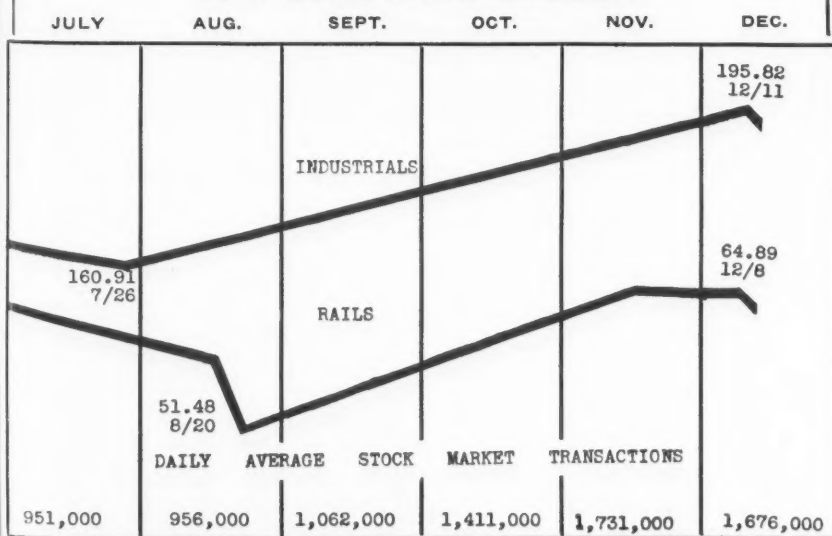 JULY AUG. SEPT. OCT. NOV. DEC.
195.82
12/11
INDUSTRIALS
160.91
7/26
64.89
12/8
RAILS
51.48
8/20
DAILY AVERAGE STOCK MARKET TRANSACTIONS
951,000 956,000 1,062,000 1,411,000 1,731,000 1,676,000